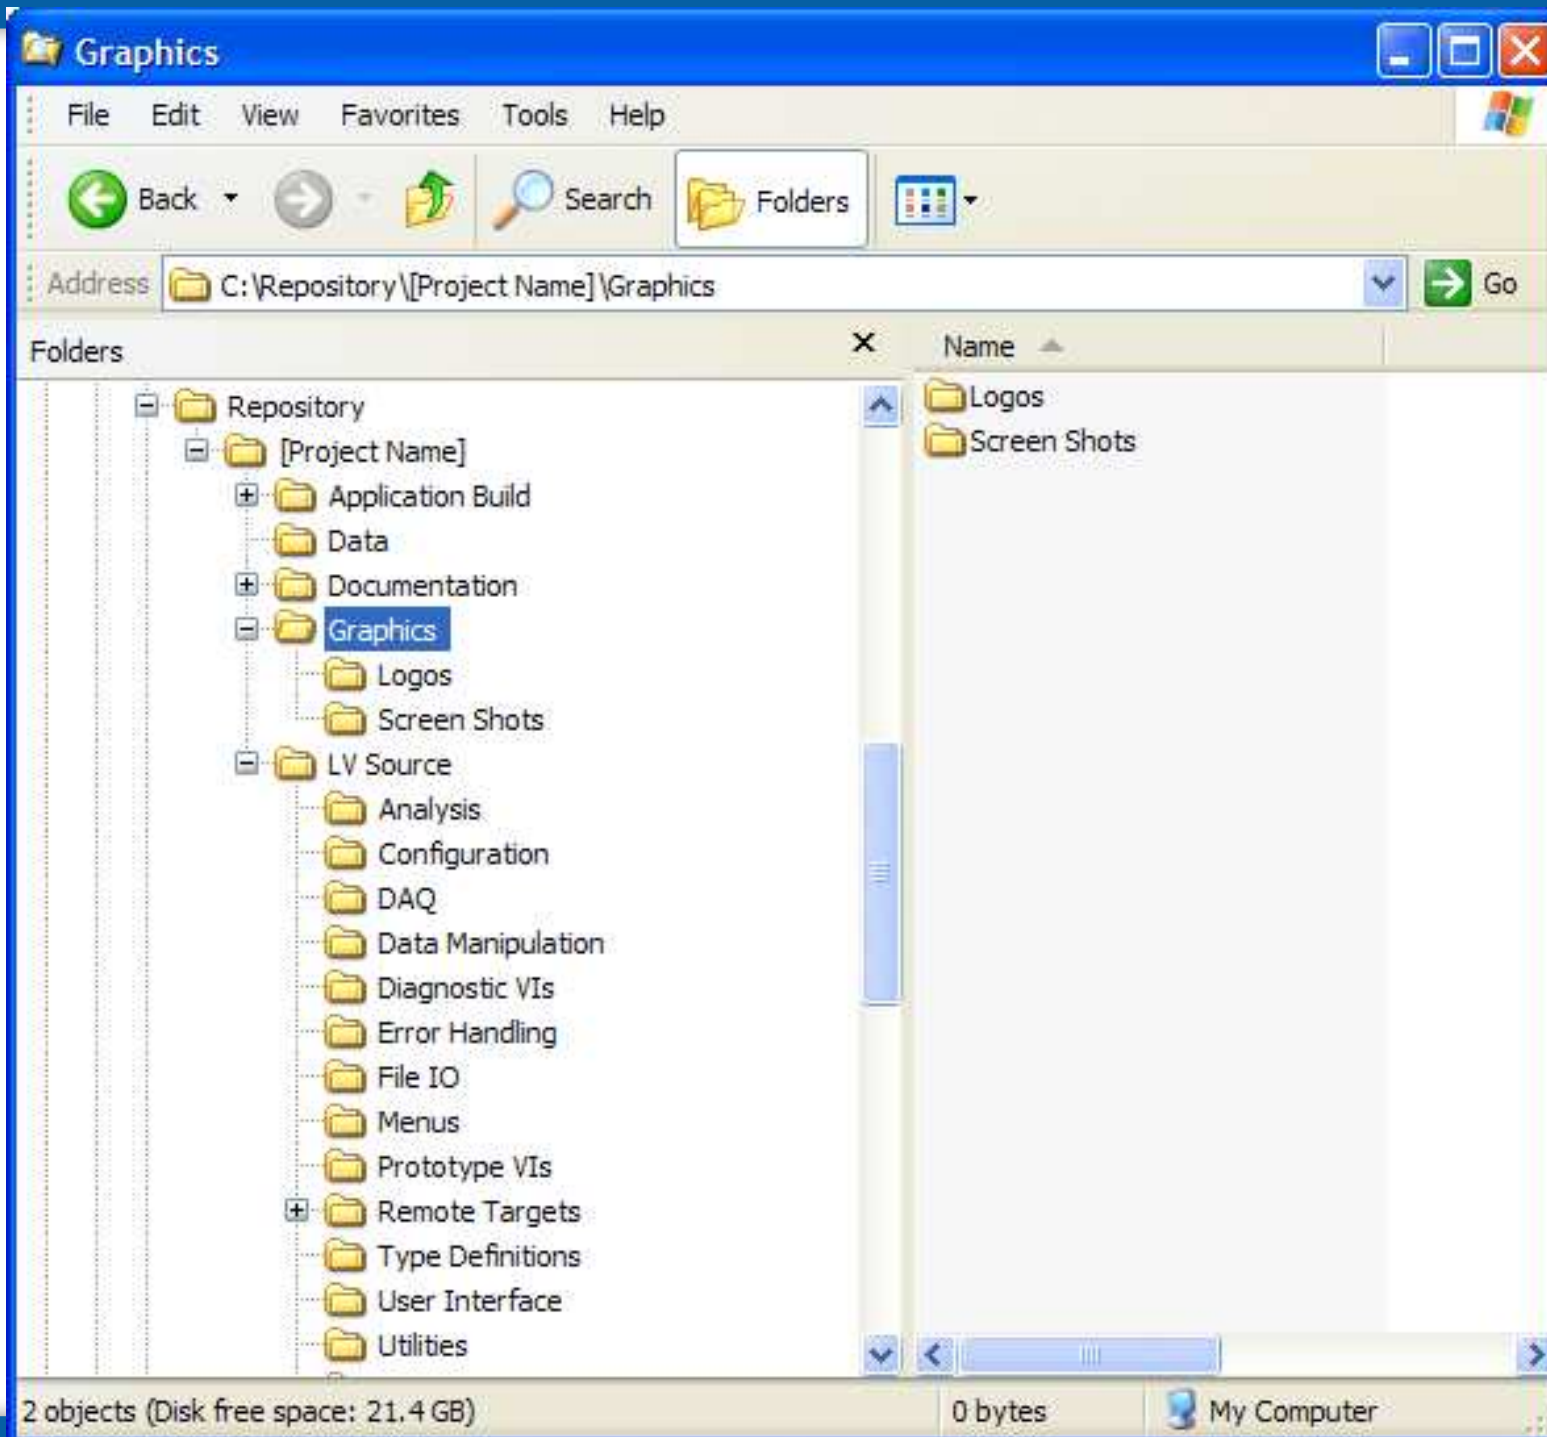 Graphics
File Edit View Favorites Tools Help
Back Search Folders
Address C:\Repository\[Project Name]\Graphics Go
Folders
Name
Repository
[Project Name]
Application Build
Data
Documentation
Graphics
Logos
Screen Shots
LV Source
Analysis
Configuration
DAQ
Data Manipulation
Diagnostic VIs
Error Handling
File IO
Menus
Prototype VIs
Remote Targets
Type Definitions
User Interface
Utilities
Logos
Screen Shots
2 objects (Disk free space: 21.4 GB) 0 bytes My Computer